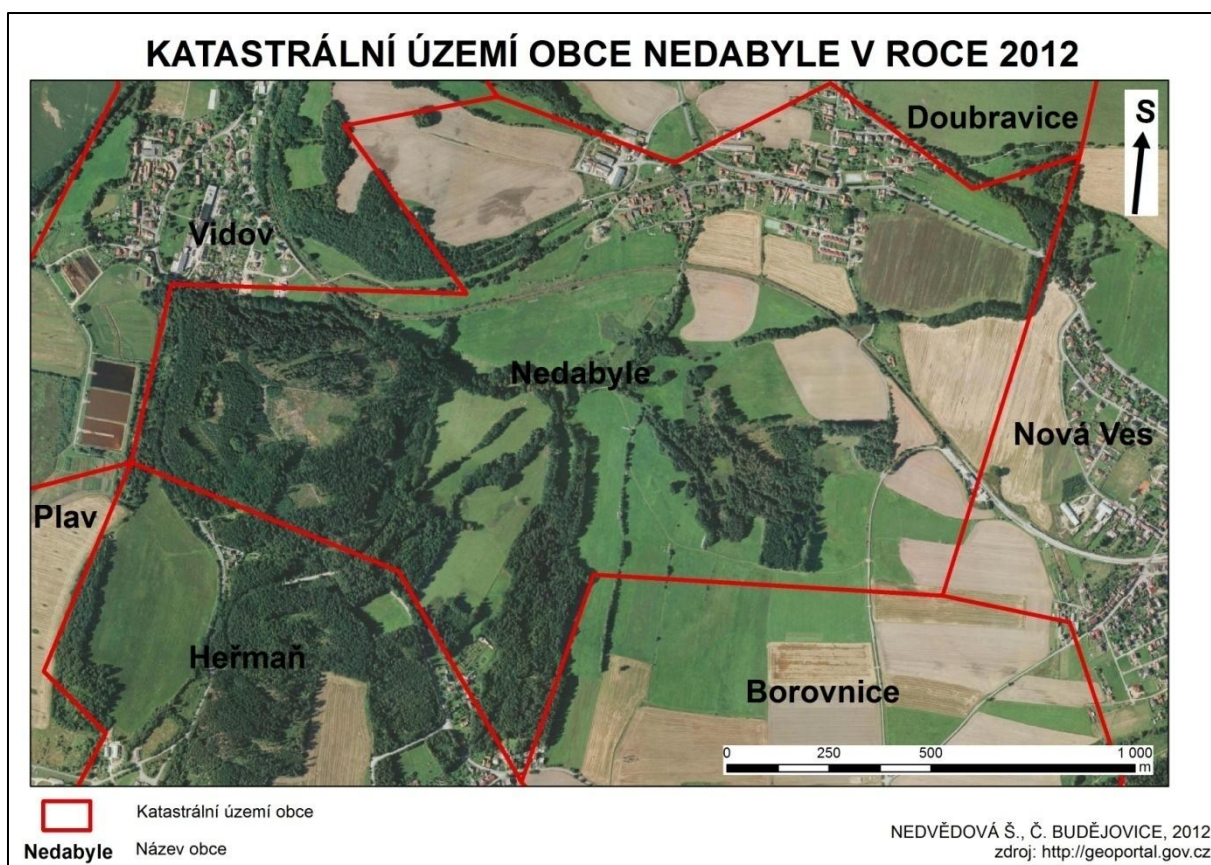 KATASTRÁLNÍ ÚZEMÍ OBCE NEDABYLE V ROCE 2012
Doubravice
S
Vidov
Nedabyle
Nová Ves
Plav
Heřmaň
Borovnice
0 250 500 1 000
m
Katastrální území obce
Nedabyle Název obce
NEDVĚDOVÁ Š., Č. BUDĚJOVICE, 2012
zdroj: http://geoportal.gov.cz